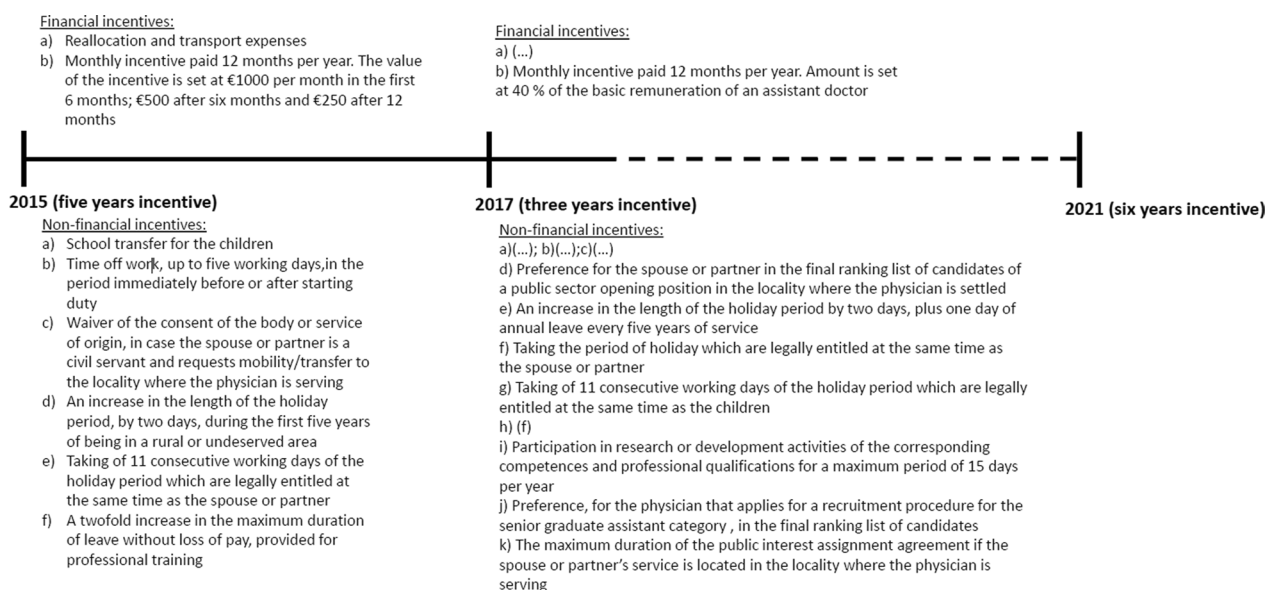 Financial incentives:
a) Reallocation and transport expenses
b) Monthly incentive paid 12 months per year. The value
of the incentive is set at €1000 per month in the first
6 months; €500 after six months and €250 after 12
months
Financial incentives:
a) (...)
b) Monthly incentive paid 12 months per year. Amount is set
at 40 % of the basic remuneration of an assistant doctor
2015 (five years incentive)
Non-financial incentives:
a) School transfer for the children
b) Time off work, up to five working days,in the
period immediately before or after starting
duty
c) Waiver of the consent of the body or service
of origin, in case the spouse or partner is a
civil servant and requests mobility/transfer to
the locality where the physician is serving
d) An increase in the length of the holiday
period, by two days, during the first five years
of being in a rural or undeserved area
e) Taking of 11 consecutive working days of the
holiday period which are legally entitled at
the same time as the spouse or partner
f) A twofold increase in the maximum duration
of leave without loss of pay, provided for
professional training
2017 (three years incentive)
Non-financial incentives:
a)(...); b)(...);c)(...)
d) Preference for the spouse or partner in the final ranking list of candidates of
a public sector opening position in the locality where the physician is settled
e) An increase in the length of the holiday period by two days, plus one day of
annual leave every five years of service
f) Taking the period of holiday which are legally entitled at the same time as
the spouse or partner
g) Taking of 11 consecutive working days of the holiday period which are legally
entitled at the same time as the children
h) (f)
i) Participation in research or development activities of the corresponding
competences and professional qualifications for a maximum period of 15 days
per year
j) Preference, for the physician that applies for a recruitment procedure for the
senior graduate assistant category , in the final ranking list of candidates
k) The maximum duration of the public interest assignment agreement if the
spouse or partner's service is located in the locality where the physician is
serving
2021 (six years incentive)